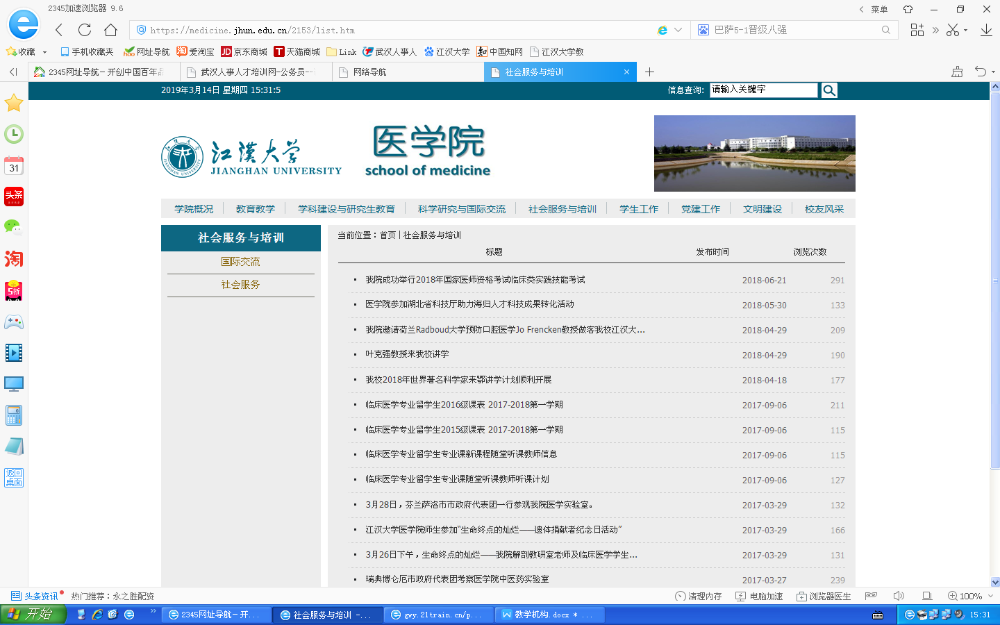 2345加速浏览器 9.6
菜单
https://medicine.jhun.edu.cn/2153/list.htm
巴萨5-1晋级八强
收藏 手机收藏夹 网址导航 爱淘宝 京东商城 天猫商城 Link 武汉人事人 江汉大学 中国知网 江汉大学教
2345网址导航－开创中国百年品
武汉人事人才培训网-公务员--
网络导航
社会服务与培训
2019年3月14日 星期四 15:31:5
信息查询: 请输入关键字
31
头条
淘
5折
返回
桌面
江漢大学
JIANGHAN UNIVERSITY
医学院
school of medicine
学院概况 教育教学 学科建设与研究生教育 科学研究与国际交流 社会服务与培训 学生工作 党建工作 文明建设 校友风采
社会服务与培训
国际交流
社会服务
当前位置：首页 | 社会服务与培训
标题 发布时间 浏览次数
我院成功举行2018年国家医师资格考试临床类实践技能考试 2018-06-21 291
医学院参加湖北省科技厅助力海归人才科技成果转化活动 2018-05-30 133
我院邀请荷兰Radboud大学预防口腔医学Jo Frencken教授做客我校江汉大... 2018-04-29 209
叶克强教授来我校讲学 2018-04-29 190
我校2018年世界著名科学家来鄂讲学计划顺利开展 2018-04-18 177
临床医学专业留学生2016级课表 2017-2018第一学期 2017-09-06 211
临床医学专业留学生2015级课表 2017-2018第一学期 2017-09-06 115
临床医学专业留学生专业课新课程随堂听课教师信息 2017-09-06 115
临床医学专业留学生专业课随堂听课教师听课计划 2017-09-06 127
3月28日，芬兰萨洛市市政府代表团一行参观我院医学实验室。 2017-03-29 132
江汉大学医学院师生参加“生命终点的灿烂——遗体捐献者纪念日活动” 2017-03-29 166
3月26日下午，生命终点的灿烂——我院解剖教研室老师及临床医学学生... 2017-03-29 131
瑞典博仑厄市政府代表团考察医学院中医药实验室 2017-03-27 239
头条资讯 热门推荐：永之胜配资
清理内存 电脑加速 浏览器医生 100%
开始
2345网址导航－开...
社会服务与培训 -...
gwy.21train.cn/p...
教学机构.docx * ...
15:31